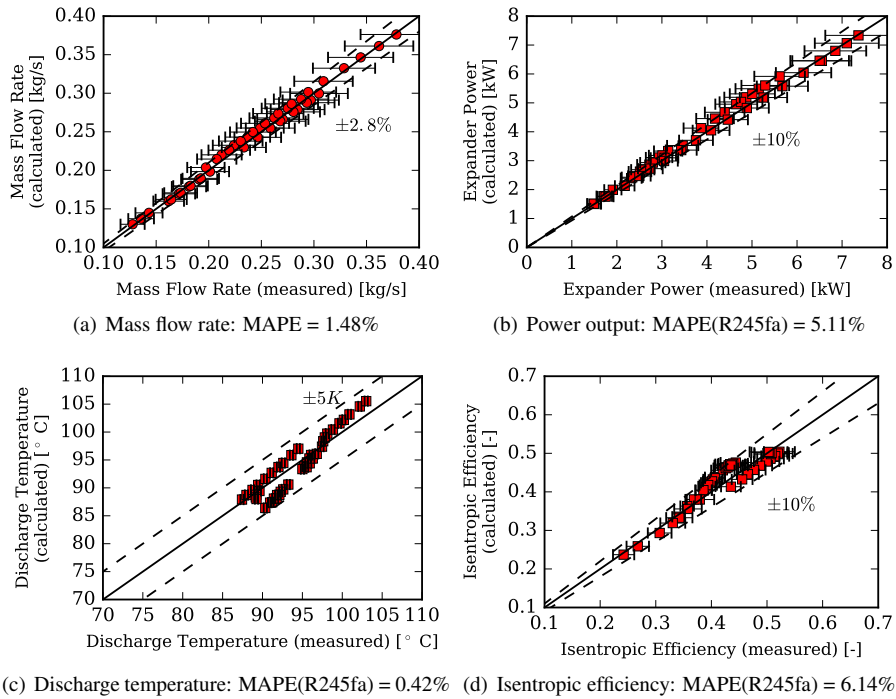 0.40
0.35
0.30
0.25
0.20
0.15
0.10
0.10 0.15 0.20 0.25 0.30 0.35 0.40
Mass Flow Rate
(calculated) [kg/s]
±2.8%
Mass Flow Rate (measured) [kg/s]
(a) Mass flow rate: MAPE = 1.48%
8
7
6
5
4
3
2
1
0
0 1 2 3 4 5 6 7 8
Expander Power
(calculated) [kW]
±10%
Expander Power (measured) [kW]
(b) Power output: MAPE(R245fa) = 5.11%
110
105
100
95
90
85
80
75
70
70 75 80 85 90 95 100 105 110
Discharge Temperature
(calculated) [° C]
±5K
Discharge Temperature (measured) [° C]
(c) Discharge temperature: MAPE(R245fa) = 0.42%
0.7
0.6
0.5
0.4
0.3
0.2
0.1
0.1 0.2 0.3 0.4 0.5 0.6 0.7
Isentropic Efficiency
(calculated) [-]
±10%
Isentropic Efficiency (measured) [-]
(d) Isentropic efficiency: MAPE(R245fa) = 6.14%